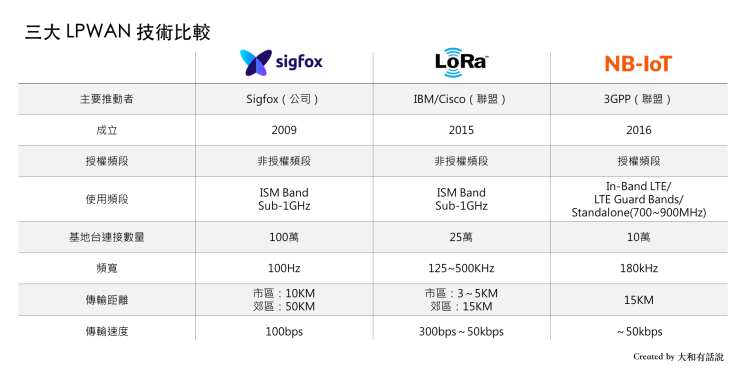 三大 LPWAN 技術比較
sigfox
LoRa™
NB-IoT
主要推動者 Sigfox（公司） IBM/Cisco（聯盟） 3GPP（聯盟）
成立 2009 2015 2016
授權頻段 非授權頻段 非授權頻段 授權頻段
使用頻段
ISM Band
Sub-1GHz
ISM Band
Sub-1GHz
In-Band LTE/
LTE Guard Bands/
Standalone(700~900MHz)
基地台連接數量 100萬 25萬 10萬
頻寬 100Hz 125~500KHz 180kHz
傳輸距離
市區：10KM
郊區：50KM
市區：3～5KM
郊區：15KM
15KM
傳輸速度 100bps 300bps～50kbps ～50kbps
Created by 大和有話說